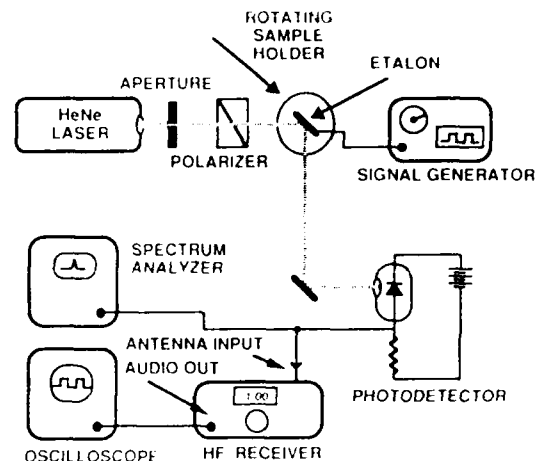 ROTATING
SAMPLE
HOLDER
ETALON
APERTURE
HeNe
LASER
POLARIZER
SIGNAL GENERATOR
SPECTRUM
ANALYZER
ANTENNA INPUT
AUDIO OUT
1.00
PHOTODETECTOR
OSCILLOSCOPE
HF RECEIVER